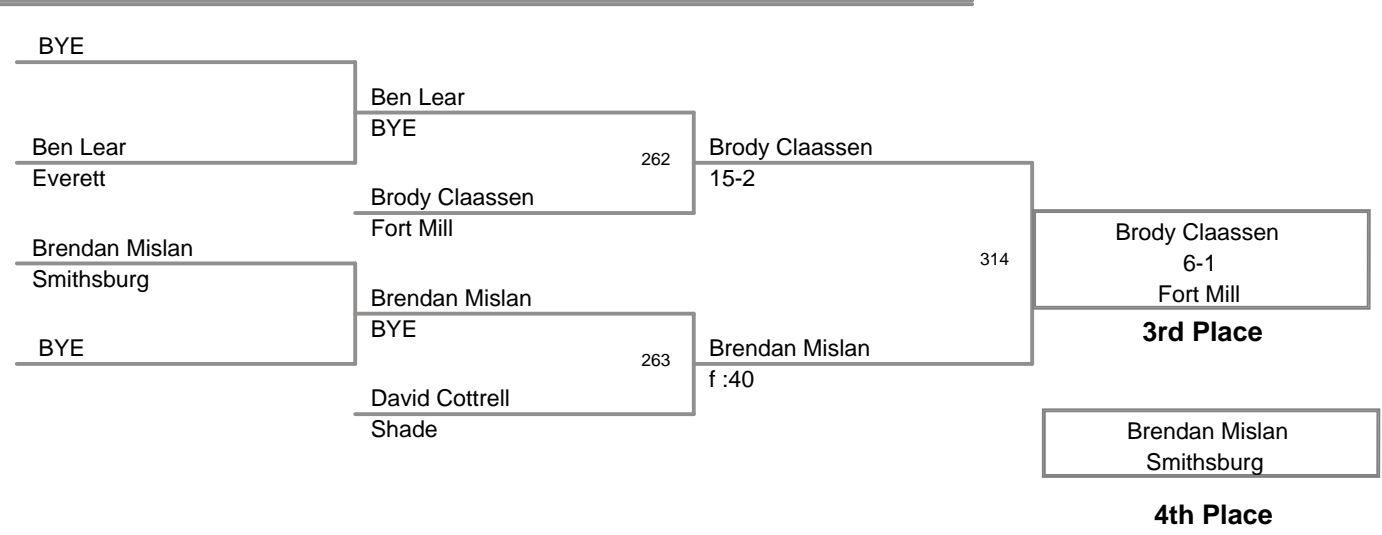 BYE
Ben Lear
BYE
Ben Lear
Everett
262
Brody Claassen
15-2
Brody Claassen
Fort Mill
Brendan Mislan
Smithsburg
314
Brody Claassen
6-1
Fort Mill
3rd Place
Brendan Mislan
BYE
BYE
263
Brendan Mislan
f :40
David Cottrell
Shade
Brendan Mislan
Smithsburg
4th Place